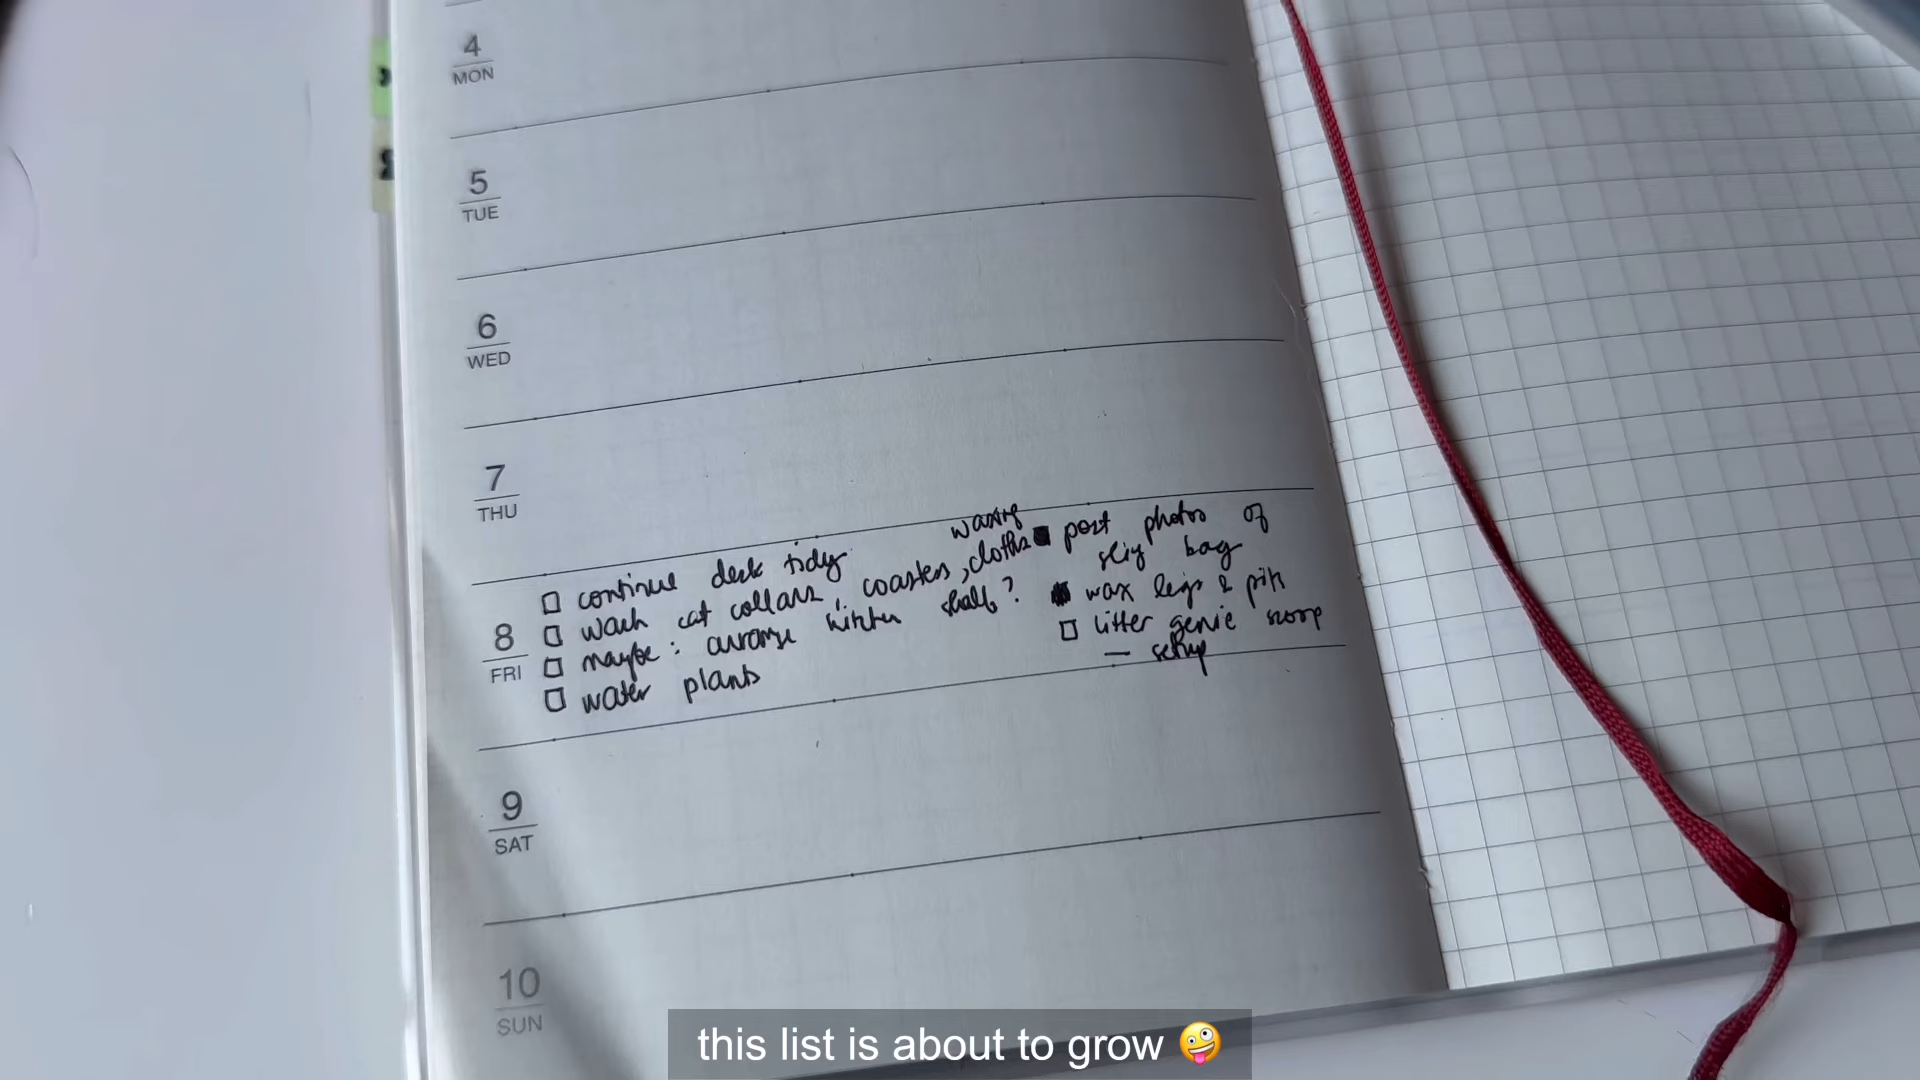 4
MON
5
TUE
6
WED
7
THU
8
FRI
continue desk tidy
waxing
wash cat collars, coasters, cloths
maybe: arrange kitchen shelf?
water plants
post photos of
bag
wax legs & pits
litter genie scoop
— setup
9
SAT
10
SUN
this list is about to grow 🤪